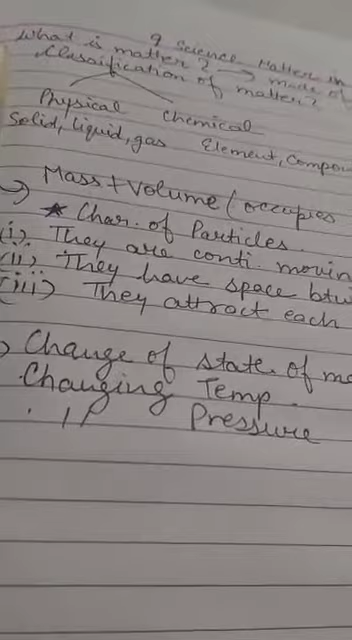 9 Science Matter in
What is matter? → made of
Classification of matter?
Physical Chemical
Solid, liquid, gas Element, Compou
→ Mass + Volume (occupies
* Char. of Particles.
(i) They are conti. movin
(ii) They have space btw
(iii) They attract each
Change of state of ma
Changing Temp.
" Pressure